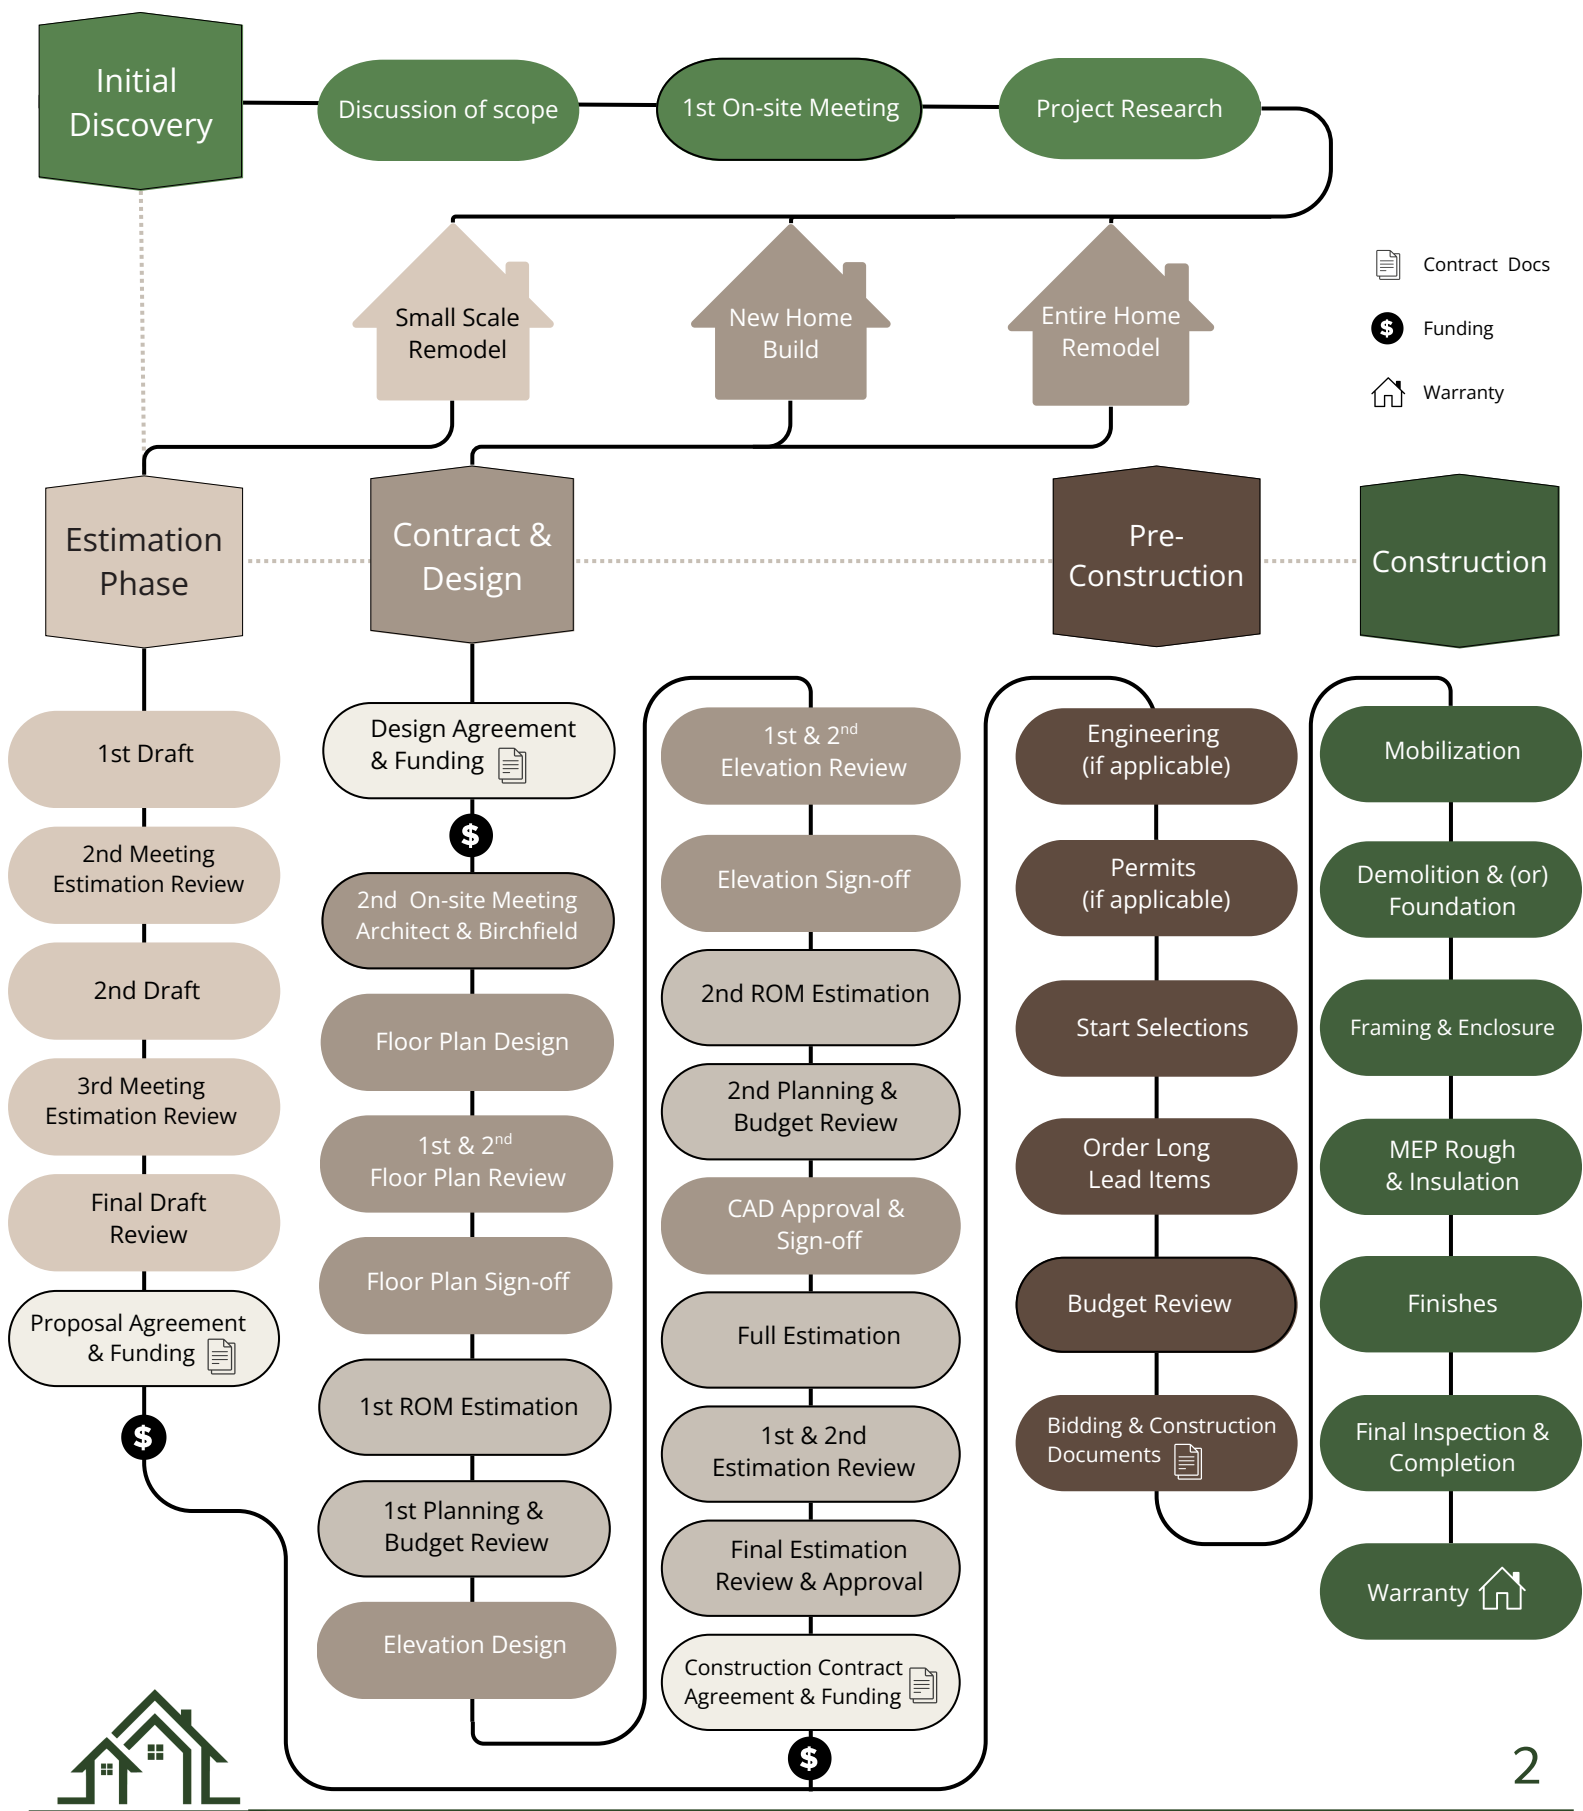 Initial
Discovery
Discussion of scope
1st On-site Meeting
Project Research
Small Scale
Remodel
New Home
Build
Entire Home
Remodel
Contract Docs
$
Funding
Warranty
Estimation
Phase
Contract &
Design
Pre-
Construction
Construction
1st Draft
2nd Meeting
Estimation Review
2nd Draft
3rd Meeting
Estimation Review
Final Draft
Review
Proposal Agreement
& Funding
$
Design Agreement
& Funding
$
2nd On-site Meeting
Architect & Birchfield
Floor Plan Design
1st & 2nd
Floor Plan Review
Floor Plan Sign-off
1st ROM Estimation
1st Planning &
Budget Review
Elevation Design
1st & 2nd
Elevation Review
Elevation Sign-off
2nd ROM Estimation
2nd Planning &
Budget Review
CAD Approval &
Sign-off
Full Estimation
1st & 2nd
Estimation Review
Final Estimation
Review & Approval
Construction Contract
Agreement & Funding
$
Engineering
(if applicable)
Permits
(if applicable)
Start Selections
Order Long
Lead Items
Budget Review
Bidding & Construction
Documents
Mobilization
Demolition & (or)
Foundation
Framing & Enclosure
MEP Rough
& Insulation
Finishes
Final Inspection &
Completion
Warranty
2